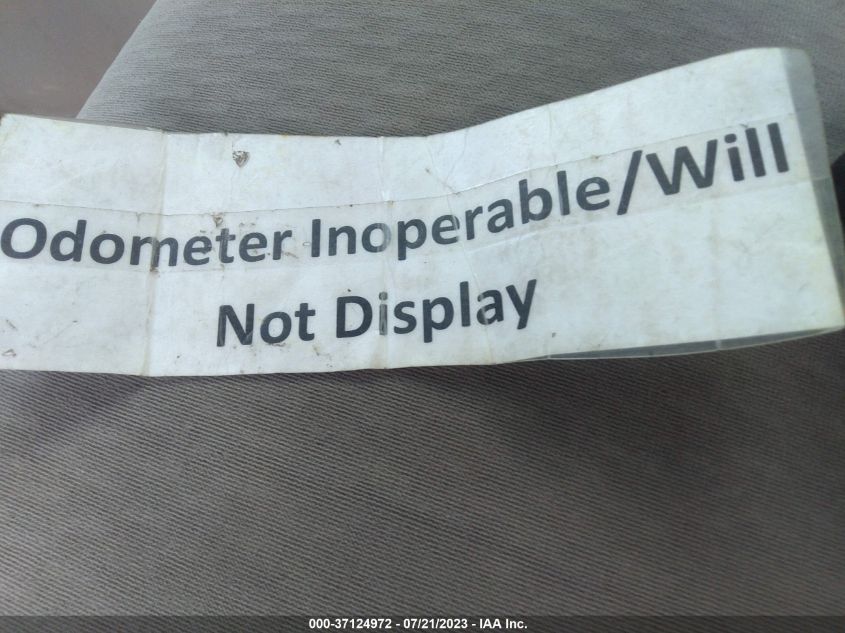 Odometer Inoperable/Will
Not Display
000-37124972 - 07/21/2023 - IAA Inc.